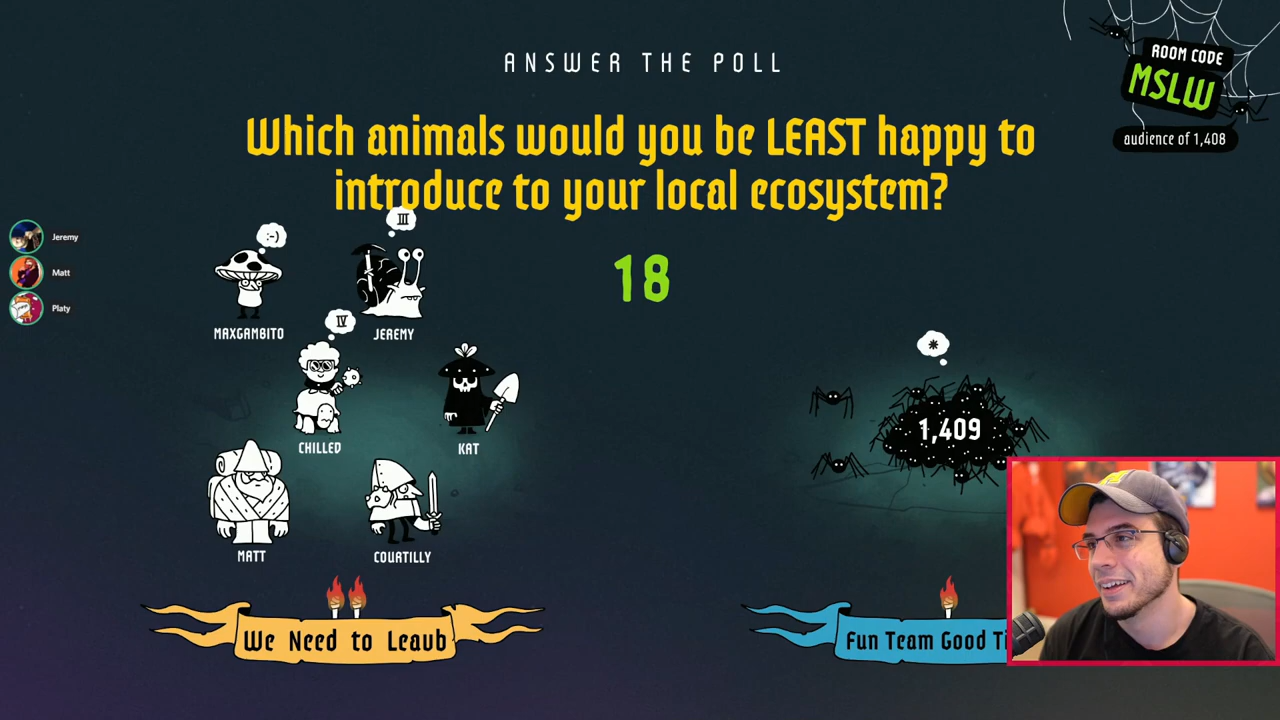 ANSWER THE POLL
ROOM CODE
MSLW
audience of 1,408
Which animals would you be LEAST happy to
introduce to your local ecosystem?
18
Jeremy
Matt
Platy
:-)
III
MAXGAMBITO
JEREMY
IV
*
CHILLED
KAT
1,409
MATT
COURTILLY
We Need to Leaub
Fun Team Good Ti